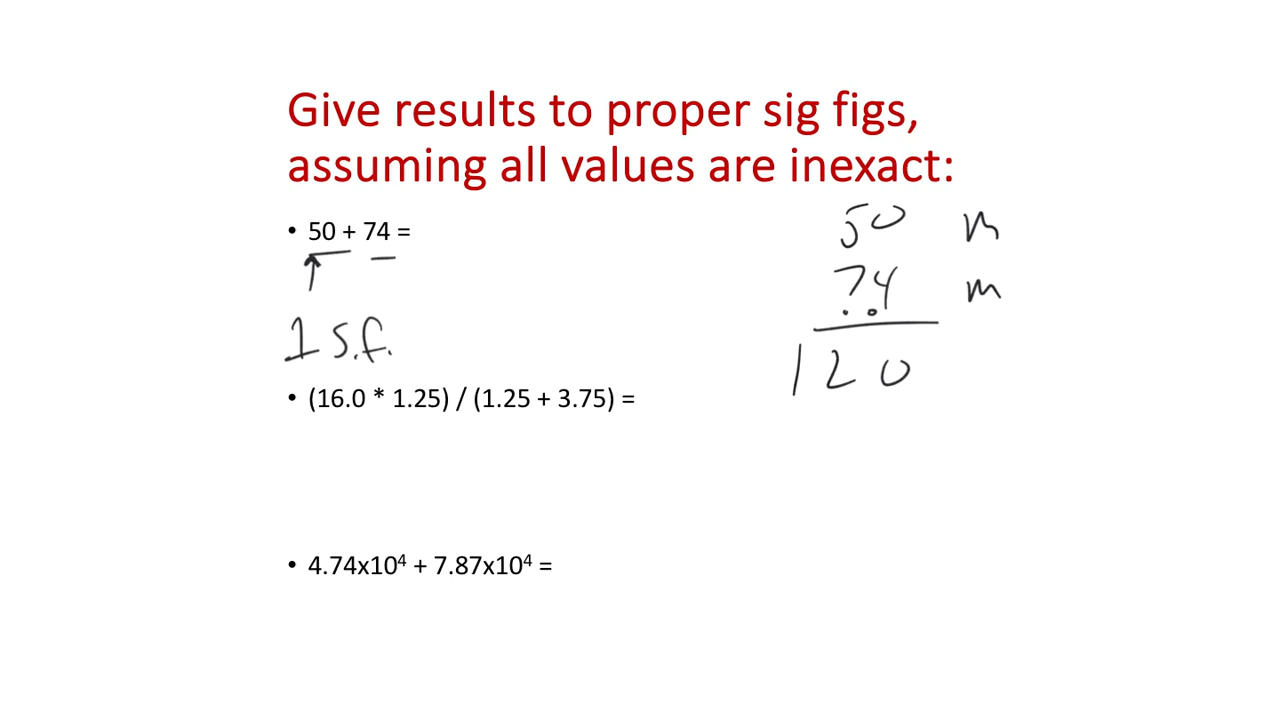 Give results to proper sig figs,
assuming all values are inexact:
• 50 + 74 =
50 m
74 m
120
1 s.f.
• (16.0 * 1.25) / (1.25 + 3.75) =
• 4.74x10⁴ + 7.87x10⁴ =